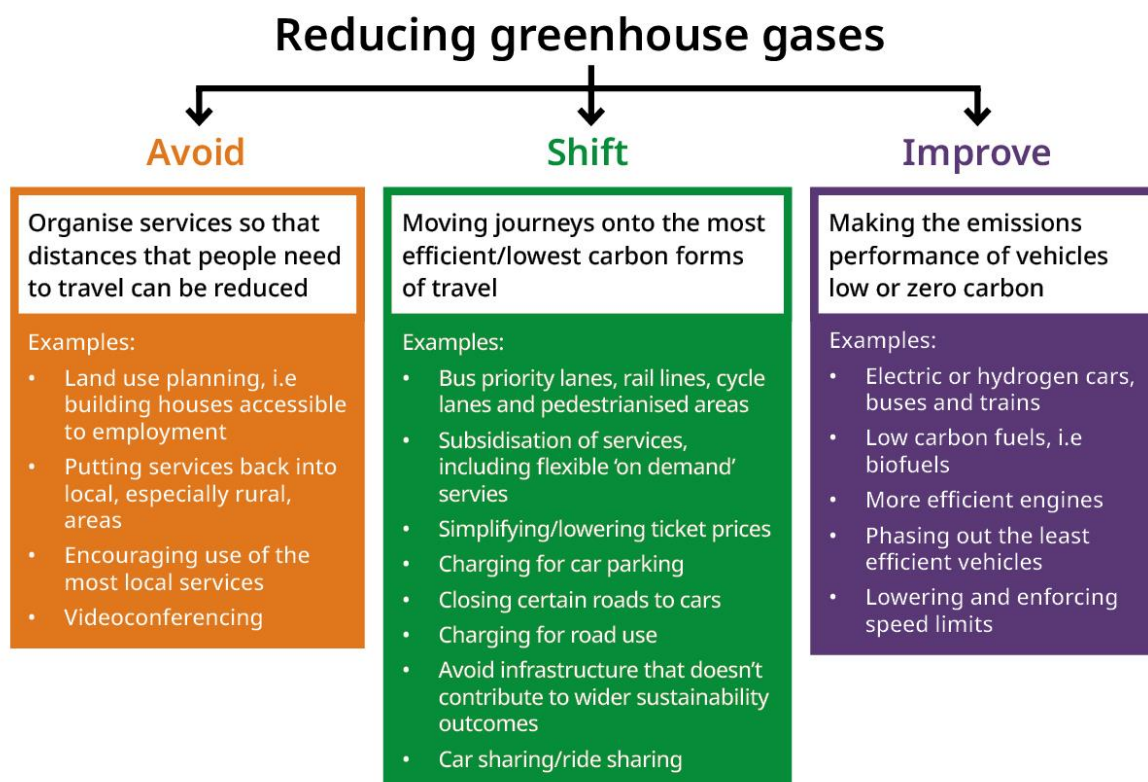 Reducing greenhouse gases
Avoid
Organise services so that
distances that people need
to travel can be reduced
Examples:
• Land use planning, i.e
building houses accessible
to employment
• Putting services back into
local, especially rural,
areas
• Encouraging use of the
most local services
• Videoconferencing
Shift
Moving journeys onto the most
efficient/lowest carbon forms
of travel
Examples:
• Bus priority lanes, rail lines, cycle
lanes and pedestrianised areas
• Subsidisation of services,
including flexible ‘on demand’
servies
• Simplifying/lowering ticket prices
• Charging for car parking
• Closing certain roads to cars
• Charging for road use
• Avoid infrastructure that doesn’t
contribute to wider sustainability
outcomes
• Car sharing/ride sharing
Improve
Making the emissions
performance of vehicles
low or zero carbon
Examples:
• Electric or hydrogen cars,
buses and trains
• Low carbon fuels, i.e
biofuels
• More efficient engines
• Phasing out the least
efficient vehicles
• Lowering and enforcing
speed limits